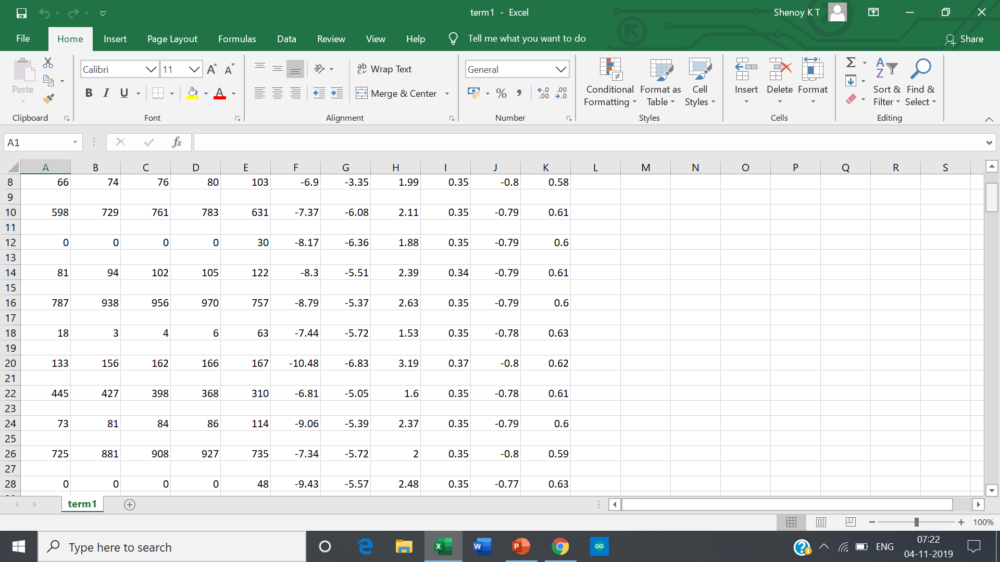 term1 - Excel
Shenoy K T
File Home Insert Page Layout Formulas Data Review View Help Tell me what you want to do Share
Paste
Calibri 11
Wrap Text
Merge & Center
General
Conditional Formatting
Format as Table
Cell Styles
Insert Delete Format
Sort & Filter
Find & Select
Clipboard Font Alignment Number Styles Cells Editing
A1 fx
A B C D E F G H I J K L M N O P Q R S
8 66 74 76 80 103 -6.9 -3.35 1.99 0.35 -0.8 0.58
9
10 598 729 761 783 631 -7.37 -6.08 2.11 0.35 -0.79 0.61
11
12 0 0 0 0 30 -8.17 -6.36 1.88 0.35 -0.79 0.6
13
14 81 94 102 105 122 -8.3 -5.51 2.39 0.34 -0.79 0.61
15
16 787 938 956 970 757 -8.79 -5.37 2.63 0.35 -0.79 0.6
17
18 18 3 4 6 63 -7.44 -5.72 1.53 0.35 -0.78 0.63
19
20 133 156 162 166 167 -10.48 -6.83 3.19 0.37 -0.8 0.62
21
22 445 427 398 368 310 -6.81 -5.05 1.6 0.35 -0.78 0.61
23
24 73 81 84 86 114 -9.06 -5.39 2.37 0.35 -0.79 0.6
25
26 725 881 908 927 735 -7.34 -5.72 2 0.35 -0.8 0.59
27
28 0 0 0 0 48 -9.43 -5.57 2.48 0.35 -0.77 0.63
term1
100%
Type here to search
ENG
07:22
04-11-2019